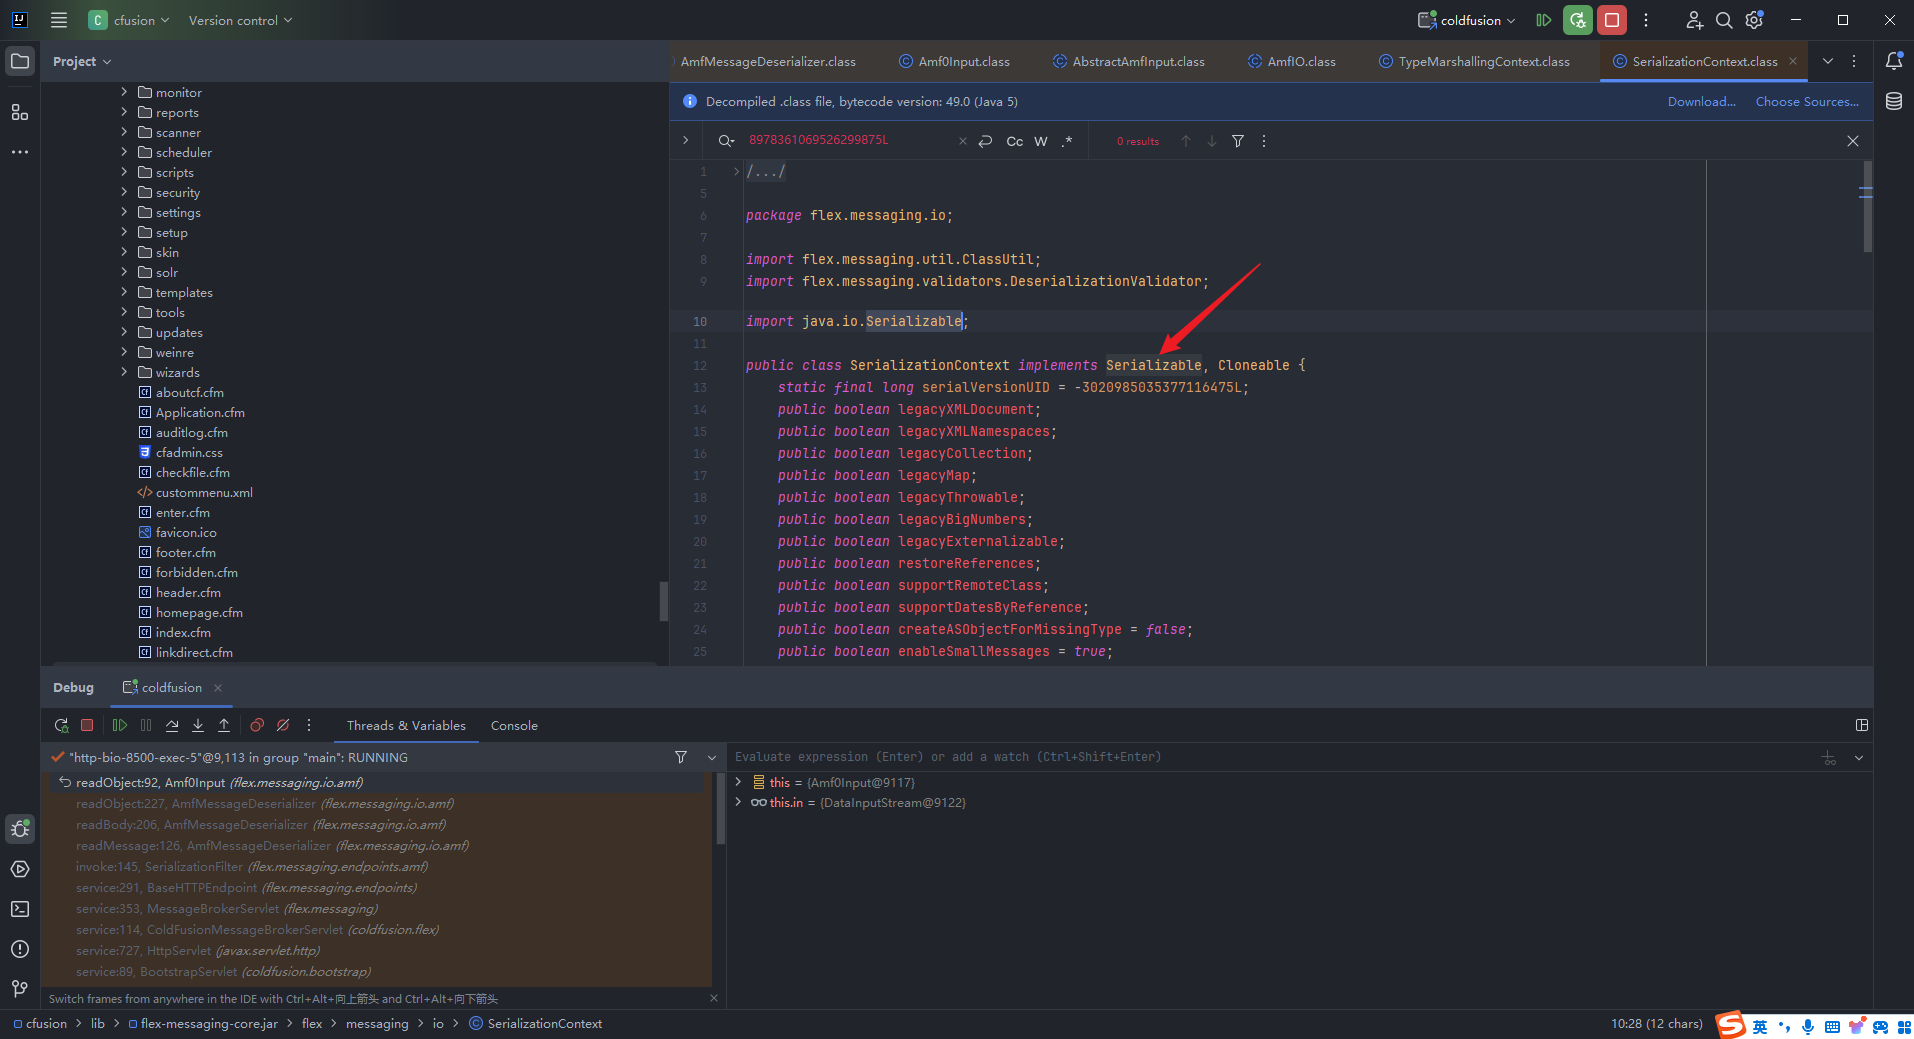 C cfusion Version control coldfusion
Project
AmfMessageDeserializer.class Amf0Input.class AbstractAmfInput.class AmfIO.class TypeMarshallingContext.class SerializationContext.class
Decompiled .class file, bytecode version: 49.0 (Java 5) Download... Choose Sources...
8978361069526299875L Cc W .* 0 results
monitor
reports
scanner
scheduler
scripts
security
settings
setup
skin
solr
templates
tools
updates
weinre
wizards
aboutcf.cfm
Application.cfm
auditlog.cfm
cfadmin.css
checkfile.cfm
custommenu.xml
enter.cfm
favicon.ico
footer.cfm
forbidden.cfm
header.cfm
homepage.cfm
index.cfm
linkdirect.cfm
1 /.../
5
6 package flex.messaging.io;
7
8 import flex.messaging.util.ClassUtil;
9 import flex.messaging.validators.DeserializationValidator;
10 import java.io.Serializable;
11
12 public class SerializationContext implements Serializable, Cloneable {
13 static final long serialVersionUID = -3020985035377116475L;
14 public boolean legacyXMLDocument;
15 public boolean legacyXMLNamespaces;
16 public boolean legacyCollection;
17 public boolean legacyMap;
18 public boolean legacyThrowable;
19 public boolean legacyBigNumbers;
20 public boolean legacyExternalizable;
21 public boolean restoreReferences;
22 public boolean supportRemoteClass;
23 public boolean supportDatesByReference;
24 public boolean createASObjectForMissingType = false;
25 public boolean enableSmallMessages = true;
Debug coldfusion
Threads & Variables Console
"http-bio-8500-exec-5"@9,113 in group "main": RUNNING
readObject:92, Amf0Input (flex.messaging.io.amf)
readObject:227, AmfMessageDeserializer (flex.messaging.io.amf)
readBody:206, AmfMessageDeserializer (flex.messaging.io.amf)
readMessage:126, AmfMessageDeserializer (flex.messaging.io.amf)
invoke:145, SerializationFilter (flex.messaging.endpoints.amf)
service:291, BaseHTTPEndpoint (flex.messaging.endpoints)
service:353, MessageBrokerServlet (flex.messaging)
service:114, ColdFusionMessageBrokerServlet (coldfusion.flex)
service:727, HttpServlet (javax.servlet.http)
service:89, BootstrapServlet (coldfusion.bootstrap)
Switch frames from anywhere in the IDE with Ctrl+Alt+向上箭头 and Ctrl+Alt+向下箭头
Evaluate expression (Enter) or add a watch (Ctrl+Shift+Enter)
this = {Amf0Input@9117}
this.in = {DataInputStream@9122}
cfusion > lib > flex-messaging-core.jar > flex > messaging > io > SerializationContext 10:28 (12 chars) 英